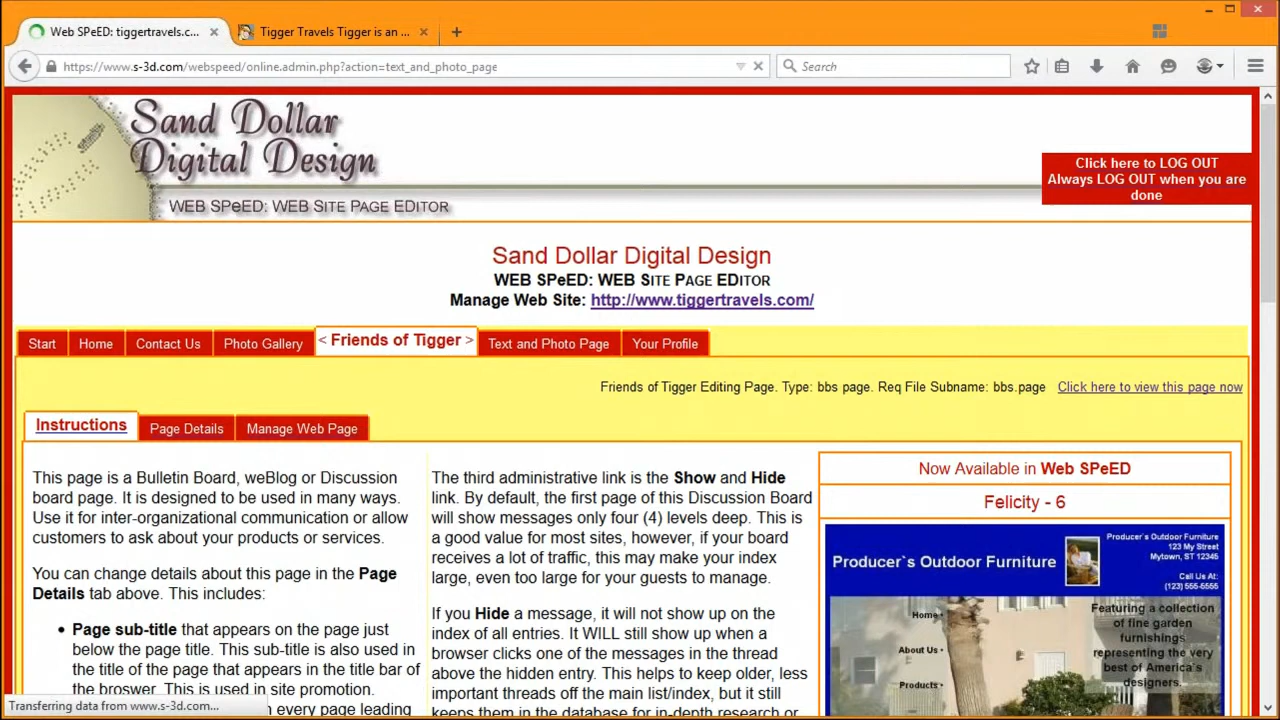 Web SPeED: tiggertravels.c...
Tigger Travels Tigger is an ...
https://www.s-3d.com/webspeed/online.admin.php?action=text_and_photo_page
Search
Sand Dollar
Digital Design
WEB SPeED: WEB SITE PAGE EDITOR
Click here to LOG OUT
Always LOG OUT when you are
done
Sand Dollar Digital Design
WEB SPeED: WEB SITE PAGE EDITOR
Manage Web Site: http://www.tiggertravels.com/
Start
Home
Contact Us
Photo Gallery
< Friends of Tigger >
Text and Photo Page
Your Profile
Friends of Tigger Editing Page. Type: bbs page. Req File Subname: bbs.page Click here to view this page now
Instructions
Page Details
Manage Web Page
This page is a Bulletin Board, weBlog or Discussion
board page. It is designed to be used in many ways.
Use it for inter-organizational communication or allow
customers to ask about your products or services.
You can change details about this page in the Page
Details tab above. This includes:
• Page sub-title that appears on the page just
below the page title. This sub-title is also used in
the title of the page that appears in the title bar of
the broswer. This is used in site promotion.
n every page leading
The third administrative link is the Show and Hide
link. By default, the first page of this Discussion Board
will show messages only four (4) levels deep. This is
a good value for most sites, however, if your board
receives a lot of traffic, this may make your index
large, even too large for your guests to manage.
If you Hide a message, it will not show up on the
index of all entries. It WILL still show up when a
browser clicks one of the messages in the thread
above the hidden entry. This helps to keep older, less
important threads off the main list/index, but it still
keeps them in the database for in-depth research or
Now Available in Web SPeED
Felicity - 6
Producer`s Outdoor Furniture
Producer`s Outdoor Furniture
123 My Street
Mytown, ST 12345
Call Us At:
(123) 555-5555
Home •
About Us •
Products •
Featuring a collection
of fine garden
furnishings
representing the very
best of America`s
designers.
Transferring data from www.s-3d.com...